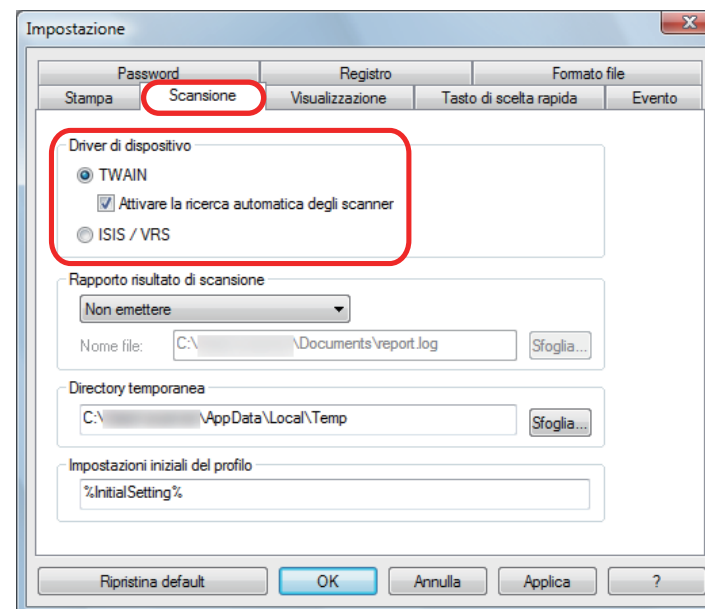 Impostazione
Password Registro Formato file
Stampa Scansione Visualizzazione Tasto di scelta rapida Evento
Driver di dispositivo
TWAIN
Attivare la ricerca automatica degli scanner
ISIS / VRS
Rapporto risultato di scansione
Non emettere
Nome file: C:\ \Documents\report.log Sfoglia...
Directory temporanea
C:\ \AppData\Local\Temp Sfoglia...
Impostazioni iniziali del profilo
%InitialSetting%
Ripristina default OK Annulla Applica ?